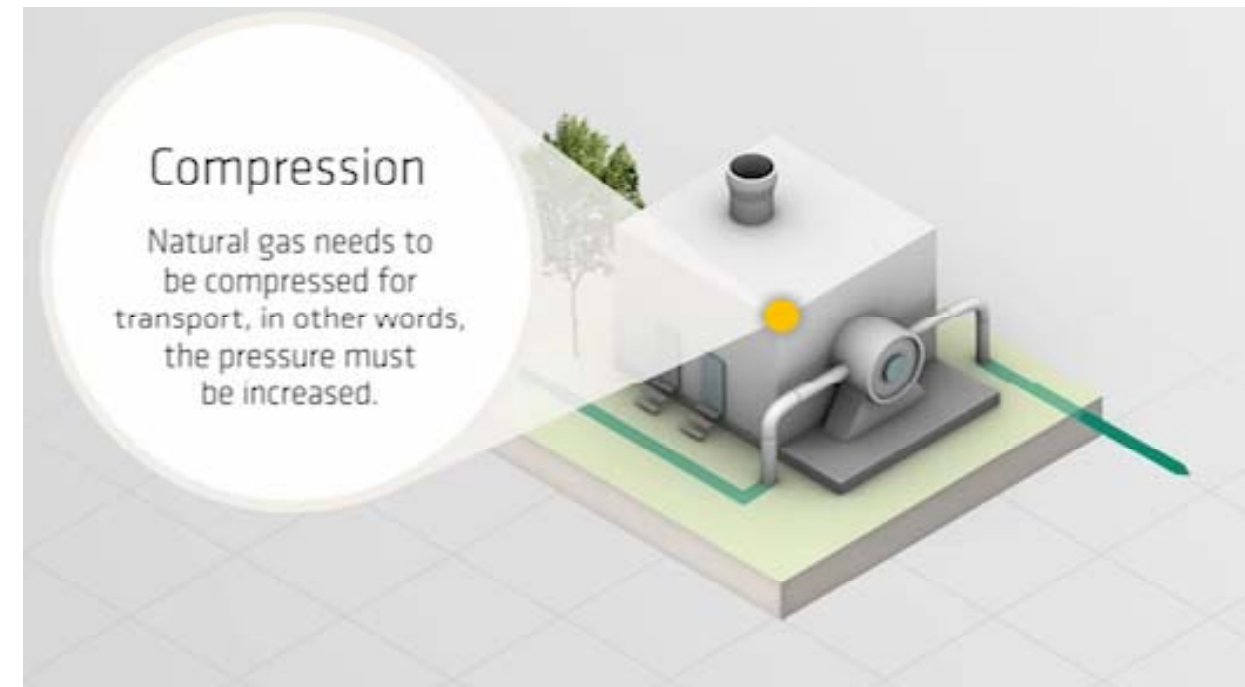 Compression
Natural gas needs to
be compressed for
transport, in other words,
the pressure must
be increased.